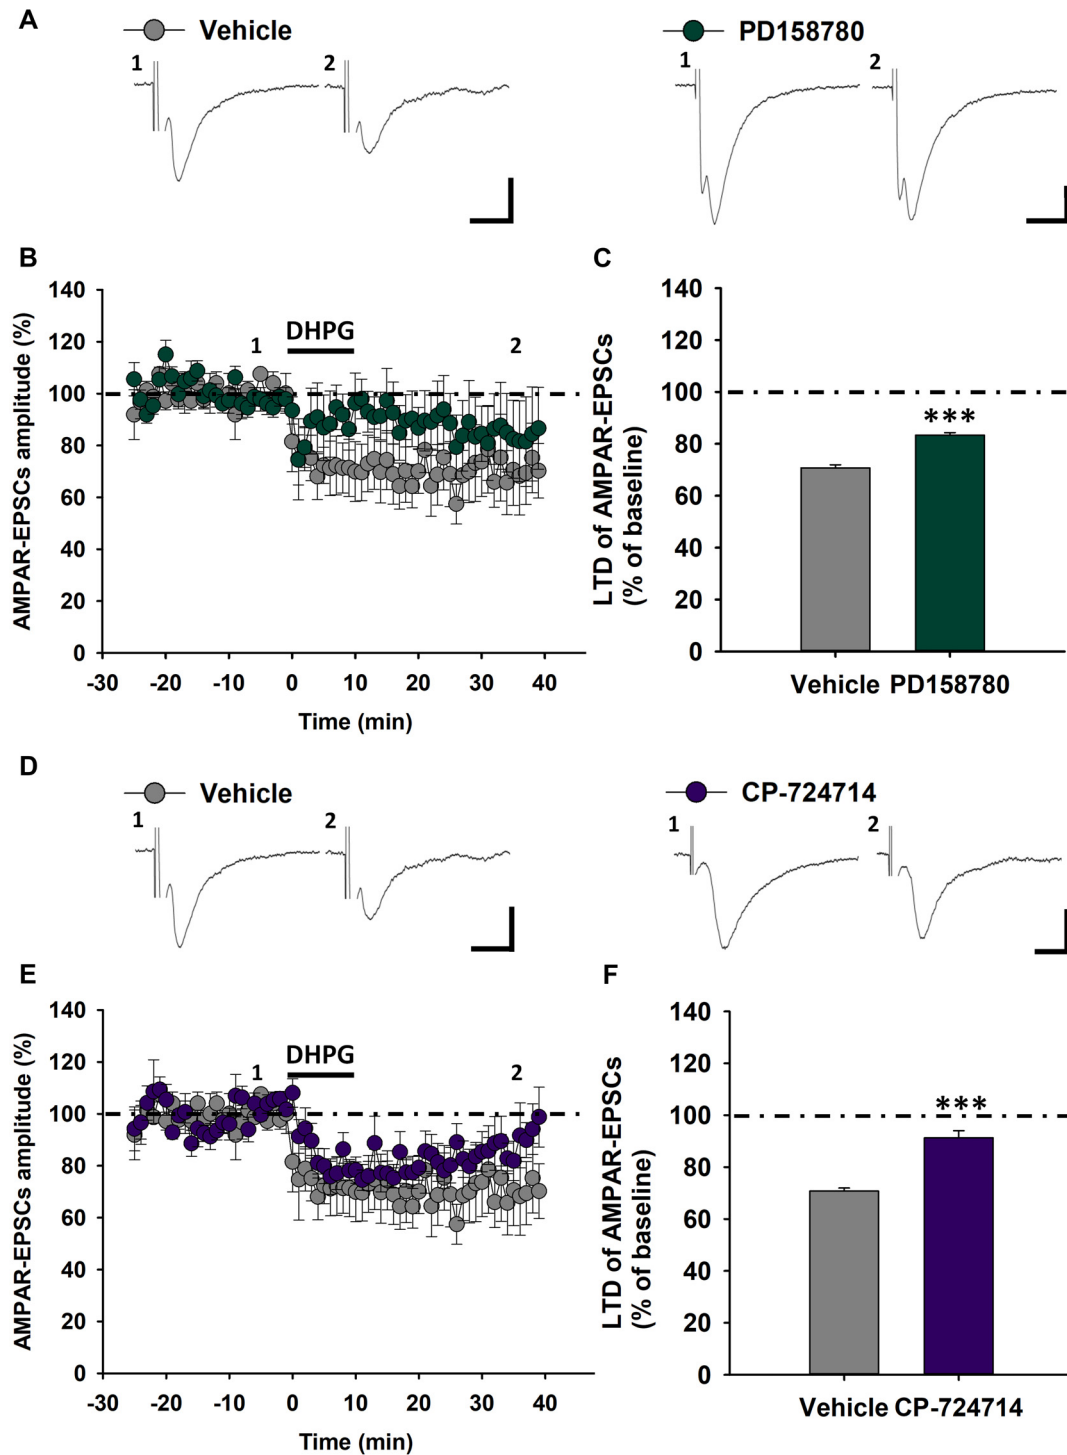 A
Vehicle
PD158780
1
2
1
2
B
C
AMPAR-EPSCs amplitude (%)
140
120
100
80
60
40
20
0
1
DHPG
2
-30
-20
-10
0
10
20
30
40
Time (min)
LTD of AMPAR-EPSCs
(% of baseline)
140
120
100
80
60
40
20
0
***
Vehicle PD158780
D
Vehicle
CP-724714
1
2
1
2
E
F
AMPAR-EPSCs amplitude (%)
140
120
100
80
60
40
20
0
1
DHPG
2
-30
-20
-10
0
10
20
30
40
Time (min)
LTD of AMPAR-EPSCs
(% of baseline)
140
120
100
80
60
40
20
0
***
Vehicle CP-724714